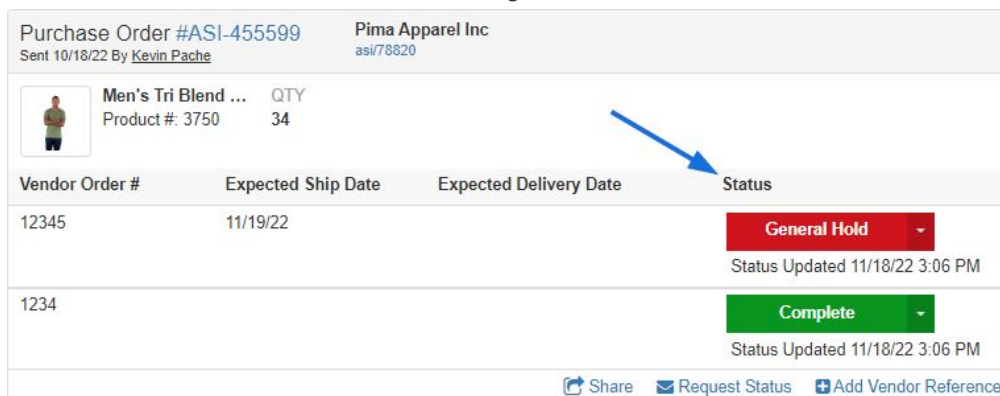 Purchase Order #ASI-455599 Pima Apparel Inc
Sent 10/18/22 By Kevin Pache asi/78820
Men's Tri Blend ... QTY
Product #: 3750 34
Vendor Order # Expected Ship Date Expected Delivery Date Status
12345 11/19/22 General Hold
Status Updated 11/18/22 3:06 PM
1234 Complete
Status Updated 11/18/22 3:06 PM
Share Request Status Add Vendor Reference